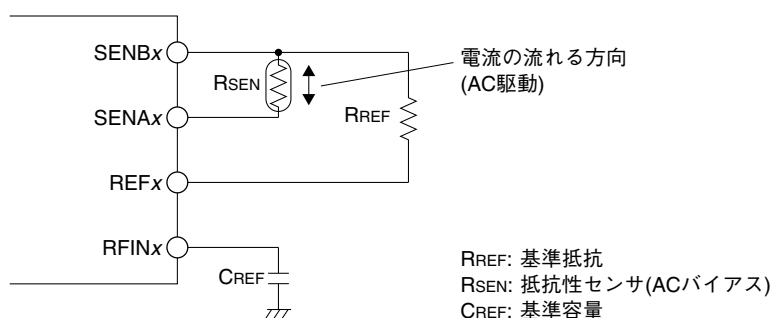 SENBx
RSEN
電流の流れる方向
(AC駆動)
SENAx
RREF
REFx
RFINx
CREF
RREF: 基準抵抗
RSEN: 抵抗性センサ(ACバイアス)
CREF: 基準容量